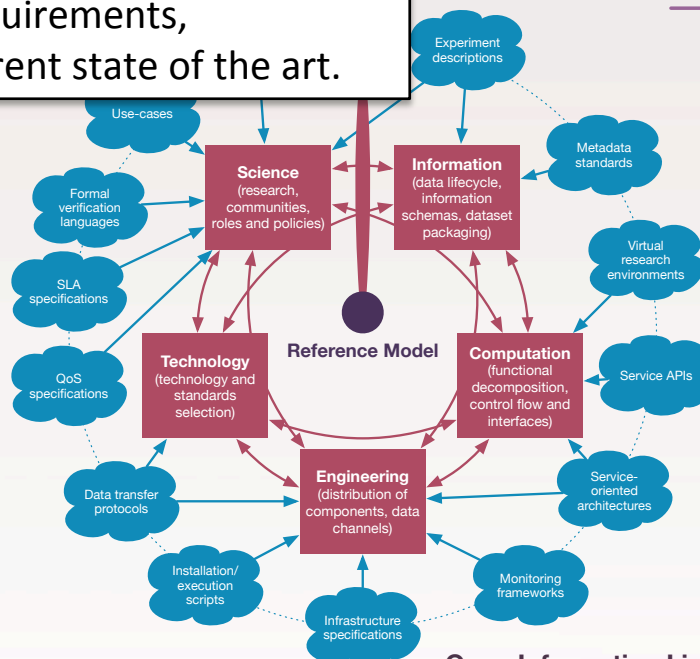 uirements,
rent state of the art.
Experiment
descriptions
Use-cases
Metadata
standards
Science
(research,
communities,
roles and policies)
Information
(data lifecycle,
information
schemas, dataset
packaging)
Formal
verification
languages
Virtual
research
environments
SLA
specifications
Reference Model
Technology
(technology and
standards
selection)
Computation
(functional
decomposition,
control flow and
interfaces)
QoS
specifications
Service APIs
Engineering
(distribution of
components, data
channels)
Data transfer
protocols
Service-
oriented
architectures
Installation/
execution
scripts
Monitoring
frameworks
Infrastructure
specifications